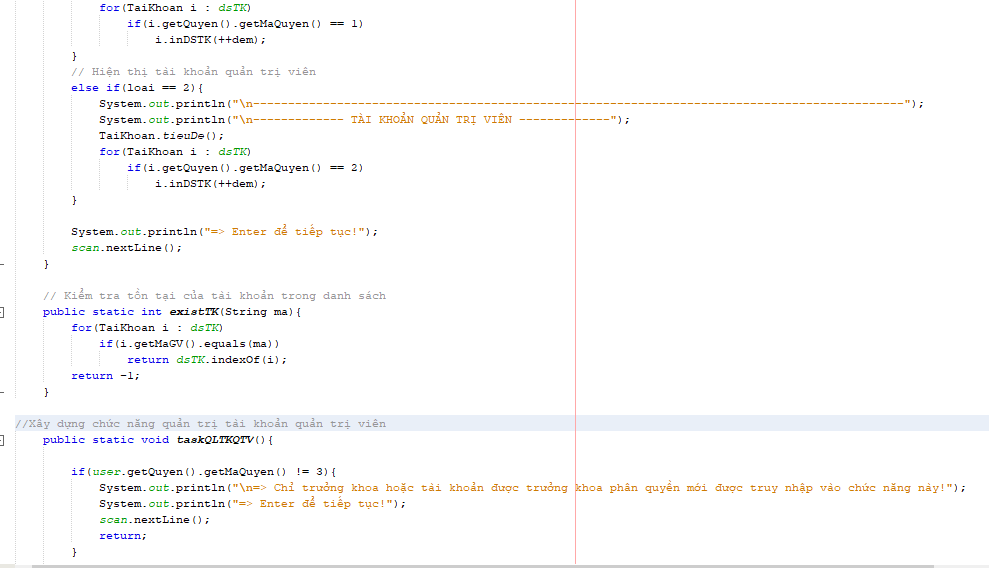 for(TaiKhoan i : dsTK)
if(i.getQuyen().getMaQuyen() == 1)
i.inDSTK(++dem);
}
// Hiện thị tài khoản quản trị viên
else if(loai == 2){
System.out.println("\n---------------------------------------------------------------------------------------------");
System.out.println("\n------------- TÀI KHOẢN QUẢN TRỊ VIÊN -------------");
TaiKhoan.tieuDe();
for(TaiKhoan i : dsTK)
if(i.getQuyen().getMaQuyen() == 2)
i.inDSTK(++dem);
}
System.out.println("=> Enter để tiếp tục!");
scan.nextLine();
}
// Kiểm tra tồn tại của tài khoản trong danh sách
public static int existTK(String ma){
for(TaiKhoan i : dsTK)
if(i.getMaGV().equals(ma))
return dsTK.indexOf(i);
return -1;
}
//Xây dựng chức năng quản trị tài khoản quản trị viên
public static void taskQLTKQTV(){
if(user.getQuyen().getMaQuyen() != 3){
System.out.println("\n=> Chỉ trưởng khoa hoặc tài khoản được trưởng khoa phân quyền mới được truy nhập vào chức năng này!");
System.out.println("=> Enter để tiếp tục!");
scan.nextLine();
return;
}